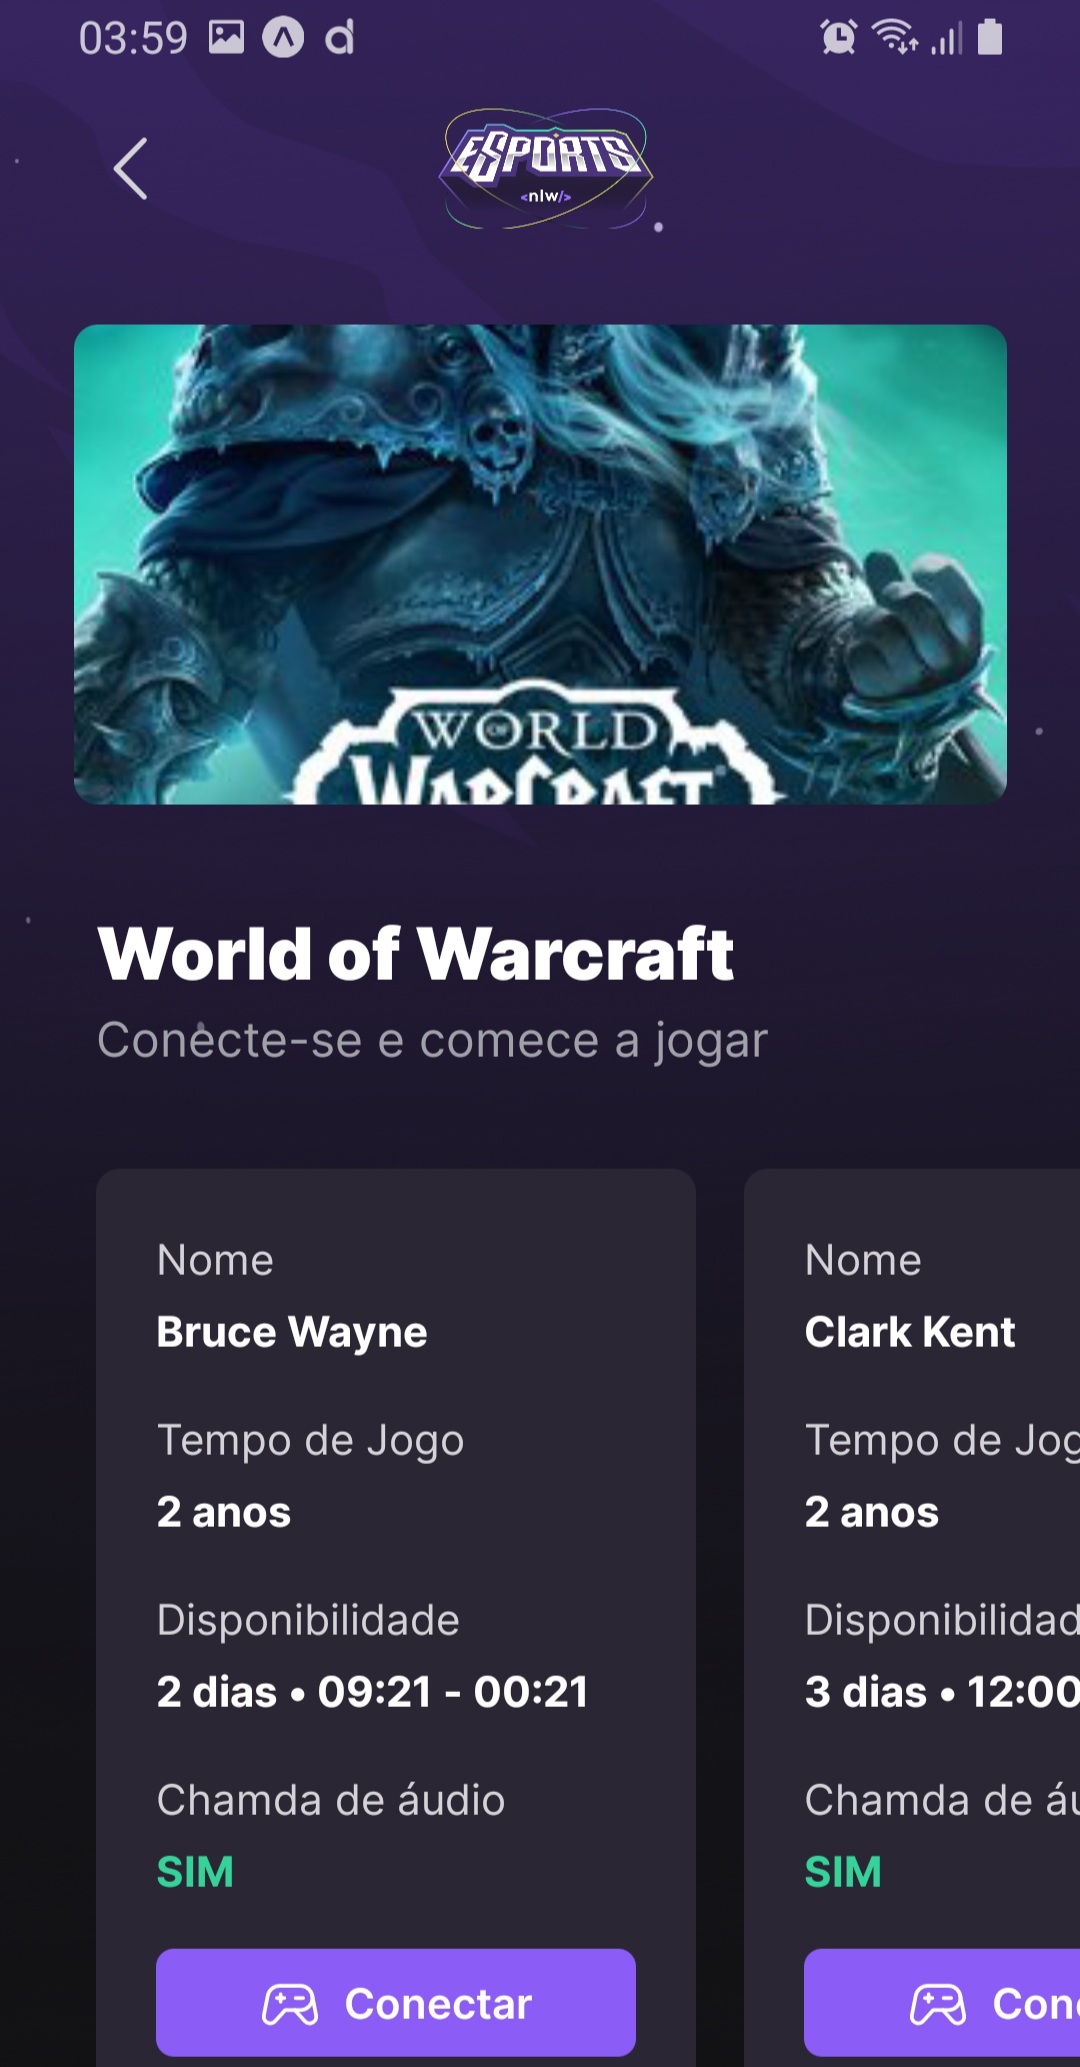 03:59
ESPORTS
<nlw/>
WORLD
OF
WARCRAFT
World of Warcraft
Conecte-se e comece a jogar
Nome
Bruce Wayne
Tempo de Jogo
2 anos
Disponibilidade
2 dias • 09:21 - 00:21
Chamda de áudio
SIM
Conectar
Nome
Clark Kent
Tempo de Jog
2 anos
Disponibilidad
3 dias • 12:00
Chamda de áu
SIM
Con